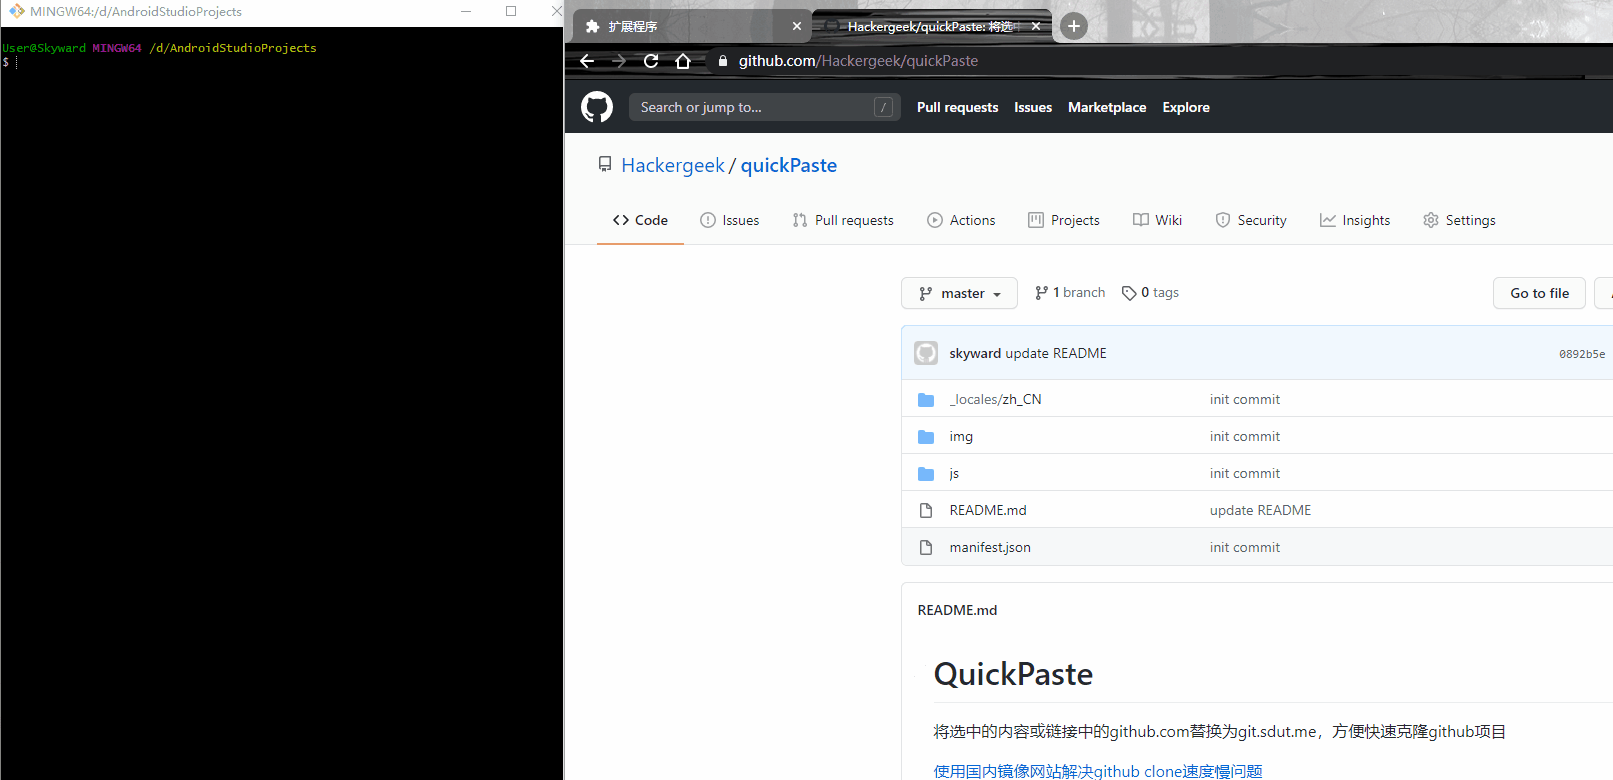 MINGW64:/d/AndroidStudioProjects
User@Skyward MINGW64 /d/AndroidStudioProjects
$
扩展程序
Hackergeek/quickPaste: 将选
github.com/Hackergeek/quickPaste
Search or jump to... /
Pull requests Issues Marketplace Explore
Hackergeek / quickPaste
Code Issues Pull requests Actions Projects Wiki Security Insights Settings
master 1 branch 0 tags Go to file
skyward update README 0892b5e
_locales/zh_CN init commit
img init commit
js init commit
README.md update README
manifest.json init commit
README.md
QuickPaste
将选中的内容或链接中的github.com替换为git.sdut.me，方便快速克隆github项目
使用国内镜像网站解决github clone速度慢问题